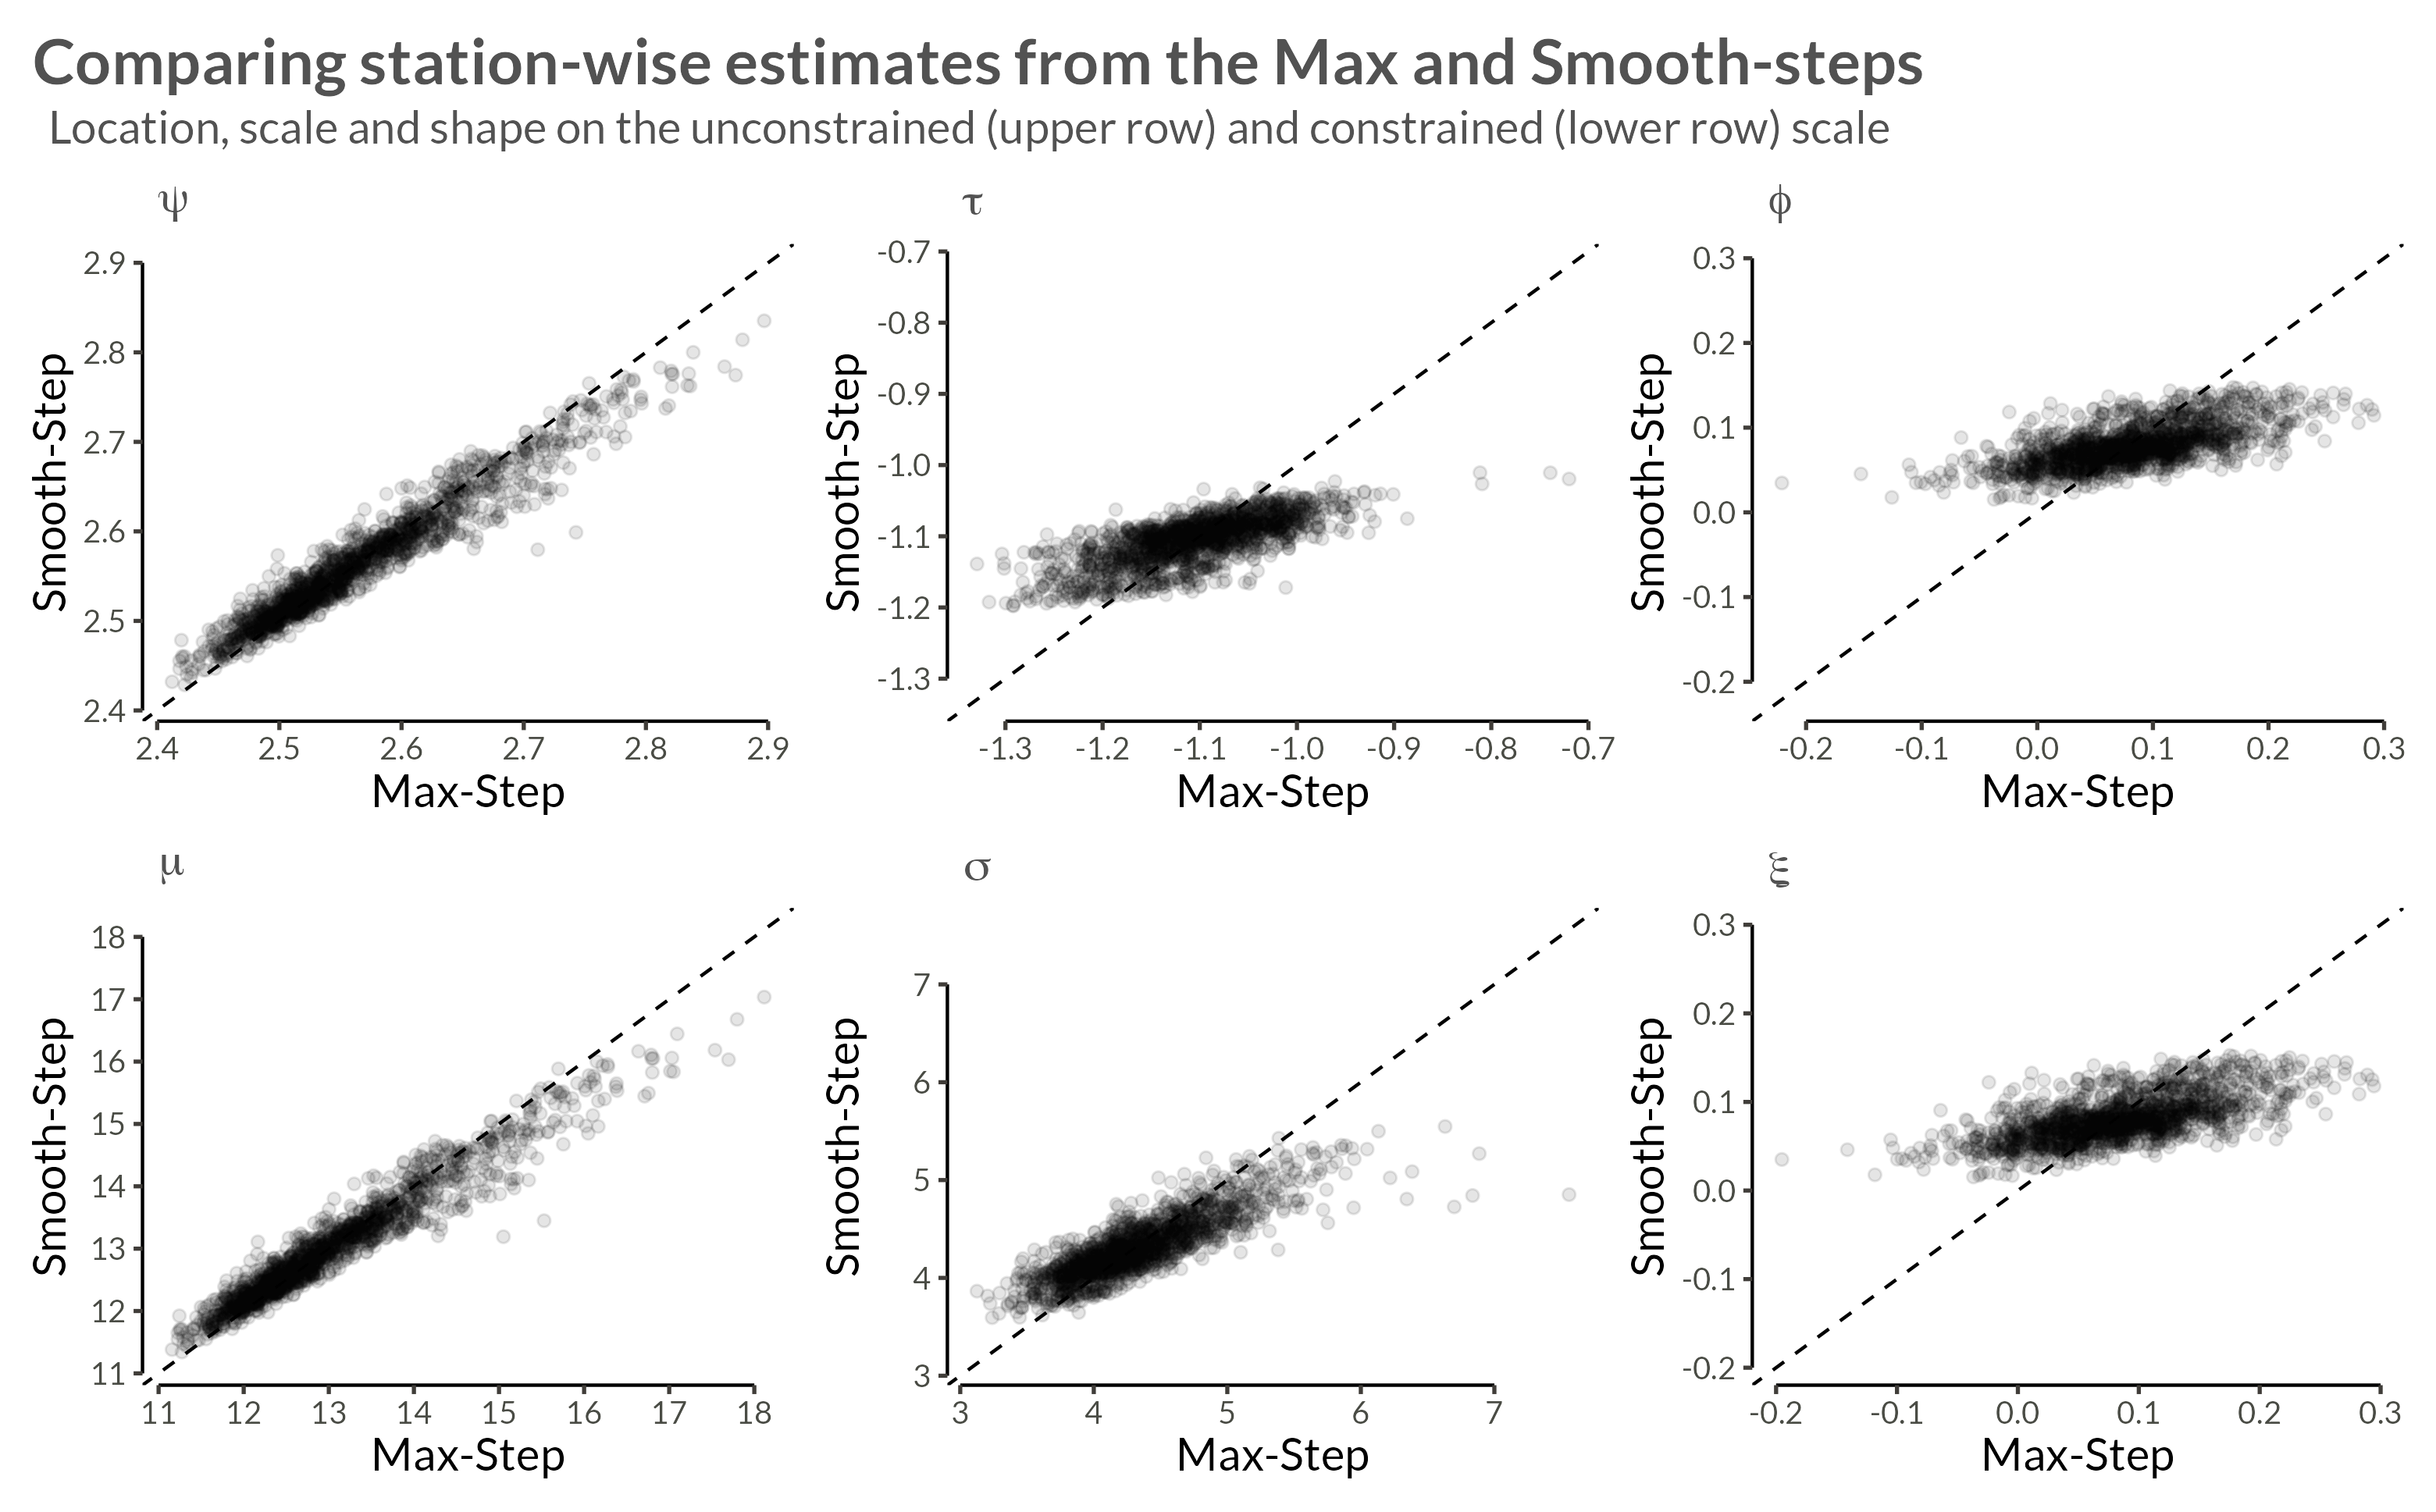 Comparing station-wise estimates from the Max and Smooth-steps
Location, scale and shape on the unconstrained (upper row) and constrained (lower row) scale
ψ
Smooth-Step
2.9
2.8
2.7
2.6
2.5
2.4
2.4 2.5 2.6 2.7 2.8 2.9
Max-Step
τ
Smooth-Step
-0.7
-0.8
-0.9
-1.0
-1.1
-1.2
-1.3
-1.3 -1.2 -1.1 -1.0 -0.9 -0.8 -0.7
Max-Step
ϕ
Smooth-Step
0.3
0.2
0.1
0.0
-0.1
-0.2
-0.2 -0.1 0.0 0.1 0.2 0.3
Max-Step
μ
Smooth-Step
18
17
16
15
14
13
12
11
11 12 13 14 15 16 17 18
Max-Step
σ
Smooth-Step
7
6
5
4
3
3 4 5 6 7
Max-Step
ξ
Smooth-Step
0.3
0.2
0.1
0.0
-0.1
-0.2
-0.2 -0.1 0.0 0.1 0.2 0.3
Max-Step